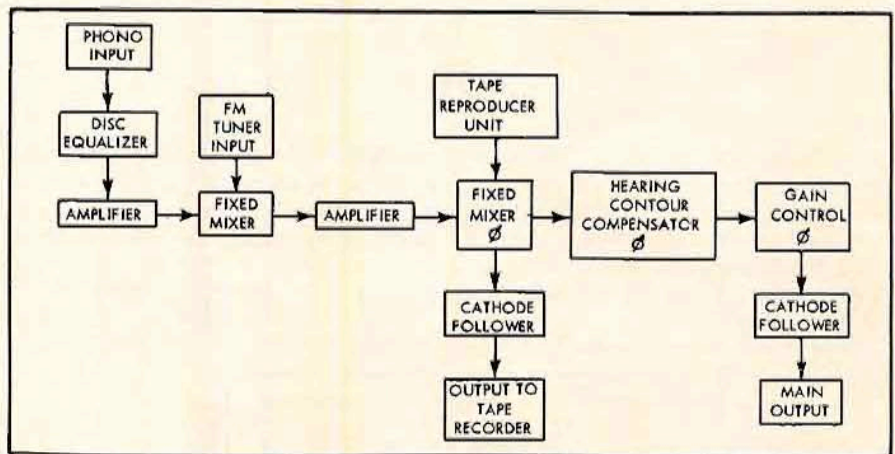 PHONO
INPUT
DISC
EQUALIZER
AMPLIFIER
FM
TUNER
INPUT
FIXED
MIXER
AMPLIFIER
TAPE
REPRODUCER
UNIT
FIXED
MIXER
ø
CATHODE
FOLLOWER
OUTPUT TO
TAPE
RECORDER
HEARING
CONTOUR
COMPENSATOR
ø
GAIN
CONTROL
ø
CATHODE
FOLLOWER
MAIN
OUTPUT